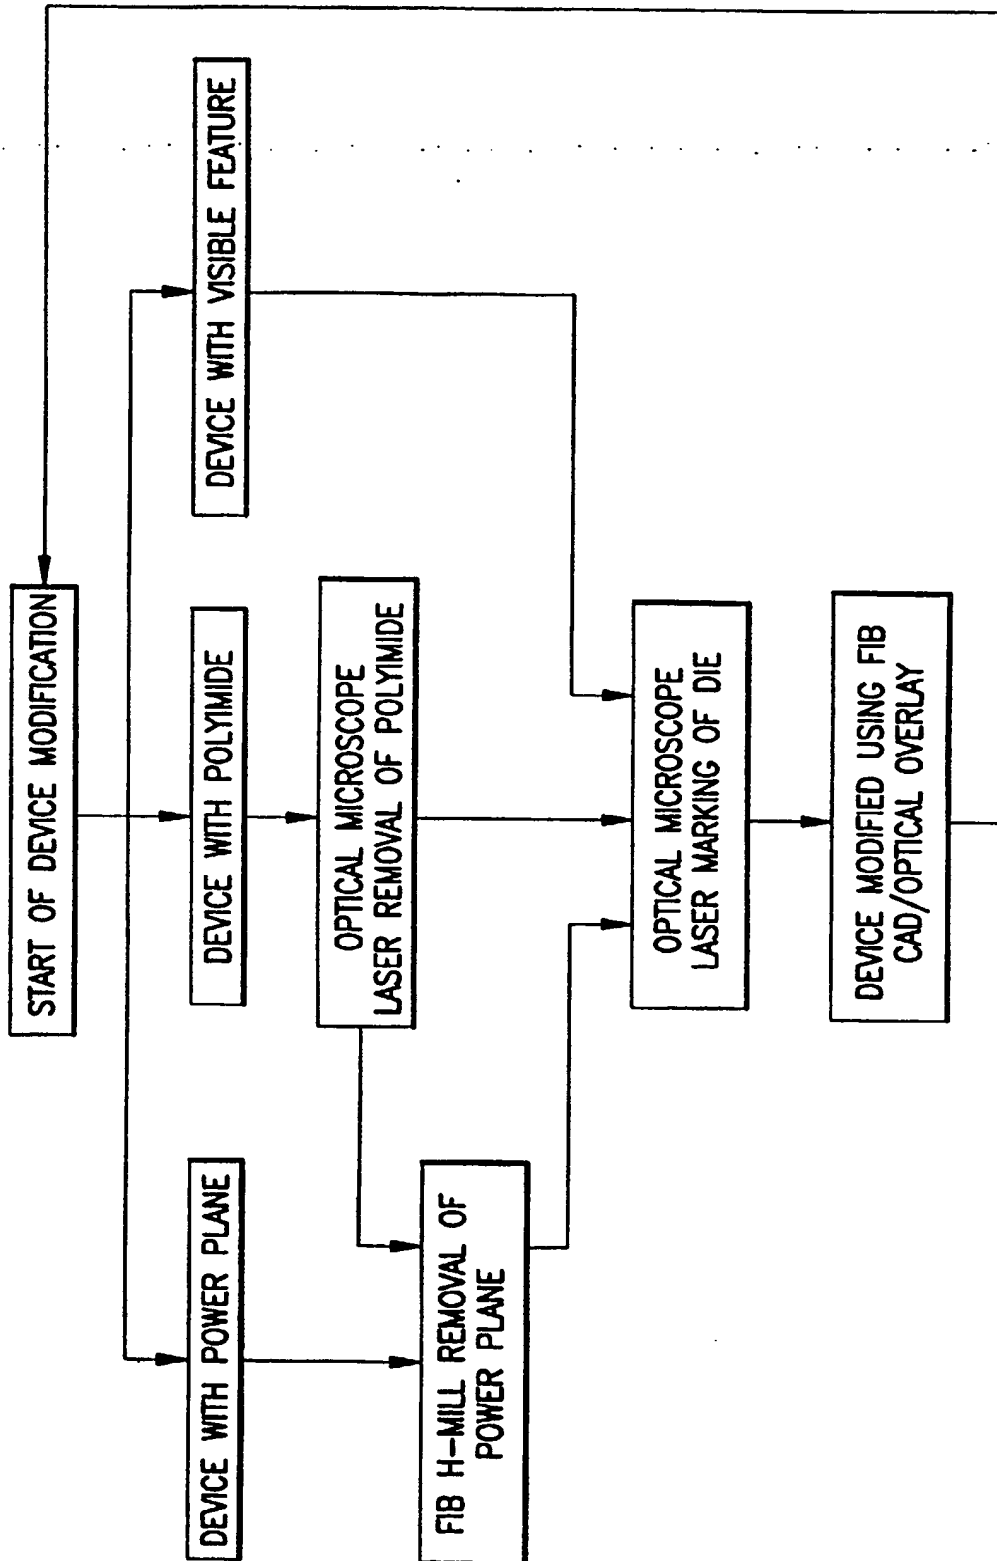 START OF DEVICE MODIFICATION
DEVICE WITH POWER PLANE
DEVICE WITH POLYMIDE
DEVICE WITH VISIBLE FEATURE
OPTICAL MICROSCOPE
LASER REMOVAL OF POLYIMIDE
FIB H-MILL REMOVAL OF
POWER PLANE
OPTICAL MICROSCOPE
LASER MARKING OF DIE
DEVICE MODIFIED USING FIB
CAD/OPTICAL OVERLAY